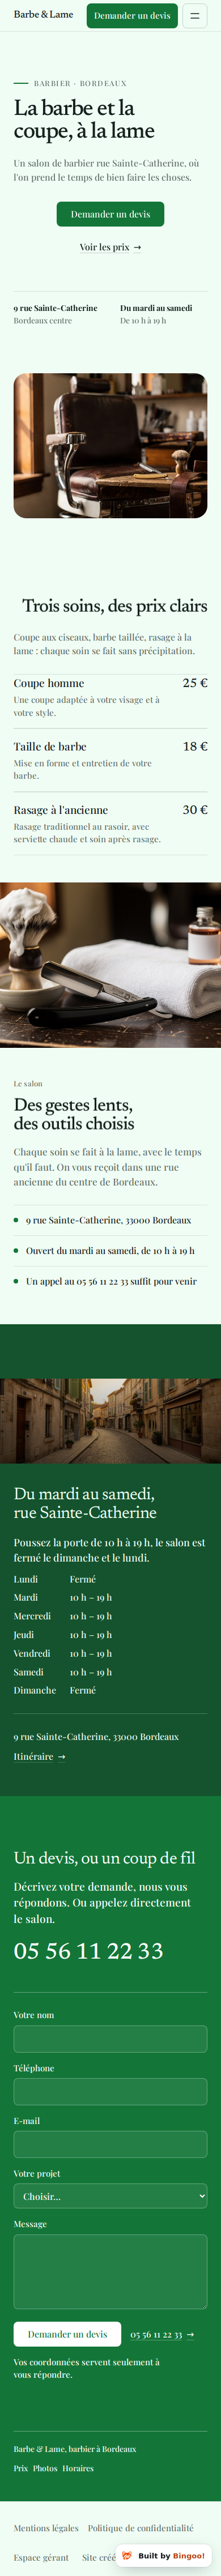 Barbe & Lame
Demander un devis
BARBIER · BORDEAUX
La barbe et la
coupe, à la lame
Un salon de barbier rue Sainte-Catherine, où
l'on prend le temps de bien faire les choses.
Demander un devis
Voir les prix →
9 rue Sainte-Catherine
Bordeaux centre
Du mardi au samedi
De 10 h à 19 h
Trois soins, des prix clairs
Coupe aux ciseaux, barbe taillée, rasage à la
lame : chaque soin se fait sans précipitation.
Coupe homme 25 €
Une coupe adaptée à votre visage et à
votre style.
Taille de barbe 18 €
Mise en forme et entretien de votre
barbe.
Rasage à l'ancienne 30 €
Rasage traditionnel au rasoir, avec
serviette chaude et soin après rasage.
Le salon
Des gestes lents,
des outils choisis
Chaque soin se fait à la lame, avec le temps
qu'il faut. On vous reçoit dans une rue
ancienne du centre de Bordeaux.
9 rue Sainte-Catherine, 33000 Bordeaux
Ouvert du mardi au samedi, de 10 h à 19 h
Un appel au 05 56 11 22 33 suffit pour venir
Du mardi au samedi,
rue Sainte-Catherine
Poussez la porte de 10 h à 19 h, le salon est
fermé le dimanche et le lundi.
Lundi Fermé
Mardi 10 h – 19 h
Mercredi 10 h – 19 h
Jeudi 10 h – 19 h
Vendredi 10 h – 19 h
Samedi 10 h – 19 h
Dimanche Fermé
9 rue Sainte-Catherine, 33000 Bordeaux
Itinéraire →
Un devis, ou un coup de fil
Décrivez votre demande, nous vous
répondons. Ou appelez directement
le salon.
05 56 11 22 33
Votre nom
Téléphone
E-mail
Votre projet
Choisir...
Message
Demander un devis
05 56 11 22 33 →
Vos coordonnées servent seulement à
vous répondre.
Barbe & Lame, barbier à Bordeaux
Prix Photos Horaires
Mentions légales Politique de confidentialité
Espace gérant Site créé
Built by Bingoo!